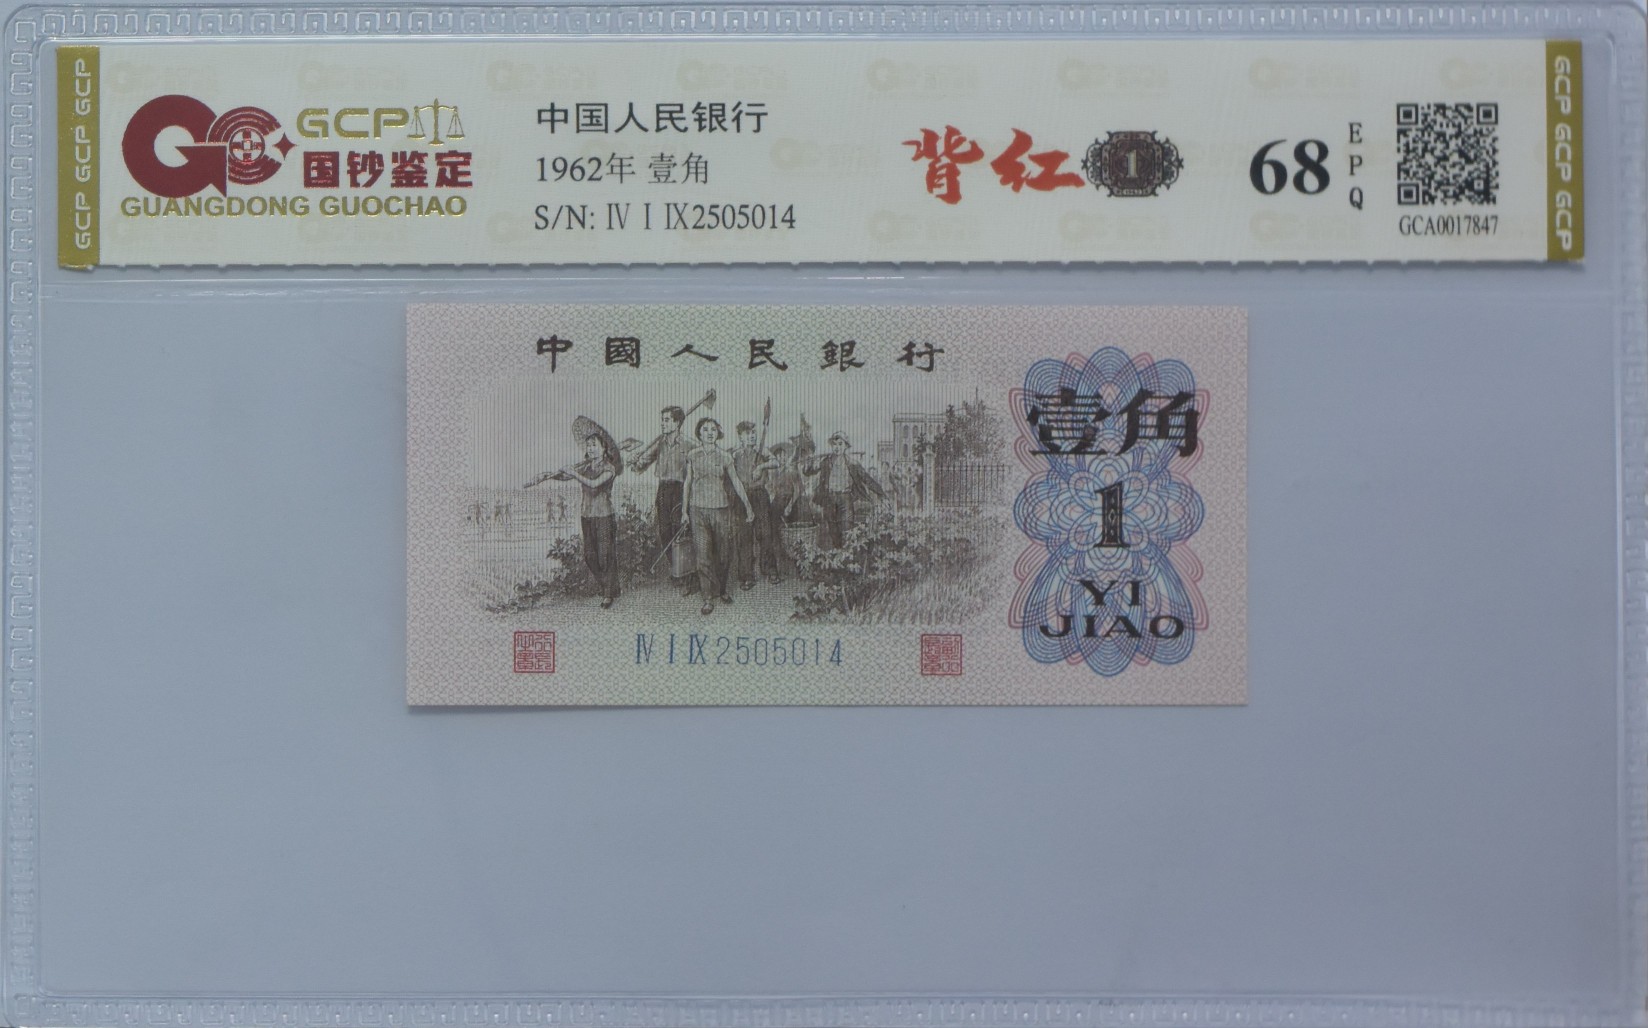 GCP GCP GCP
GCP
国钞鉴定
GUANGDONG GUOCHAO
中国人民银行
1962年 壹角
S/N: Ⅳ Ⅰ Ⅸ2505014
背红
1
68
EPQ
GCA0017847
GCP GCP GCP
中國人民銀行
壹角
1
YI
JIAO
Ⅳ Ⅰ Ⅸ2505014